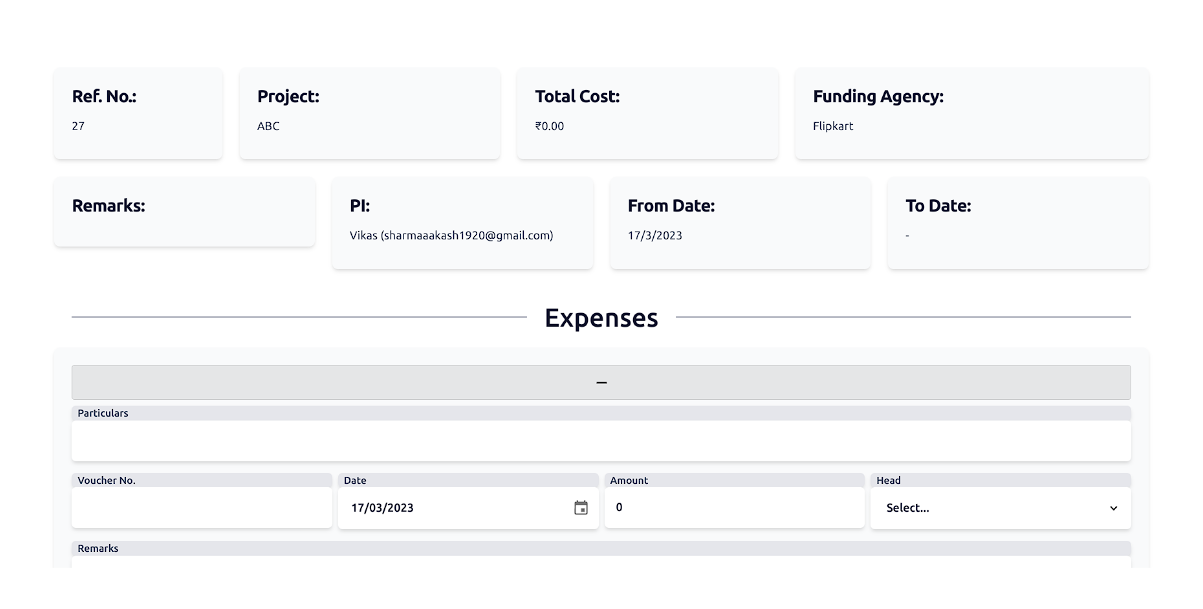 Ref. No.:
27
Project:
ABC
Total Cost:
₹0.00
Funding Agency:
Flipkart
Remarks:
PI:
Vikas (sharmaaakash1920@gmail.com)
From Date:
17/3/2023
To Date:
-
Expenses
—
Particulars
Voucher No.
Date
17/03/2023
Amount
0
Head
Select...
Remarks